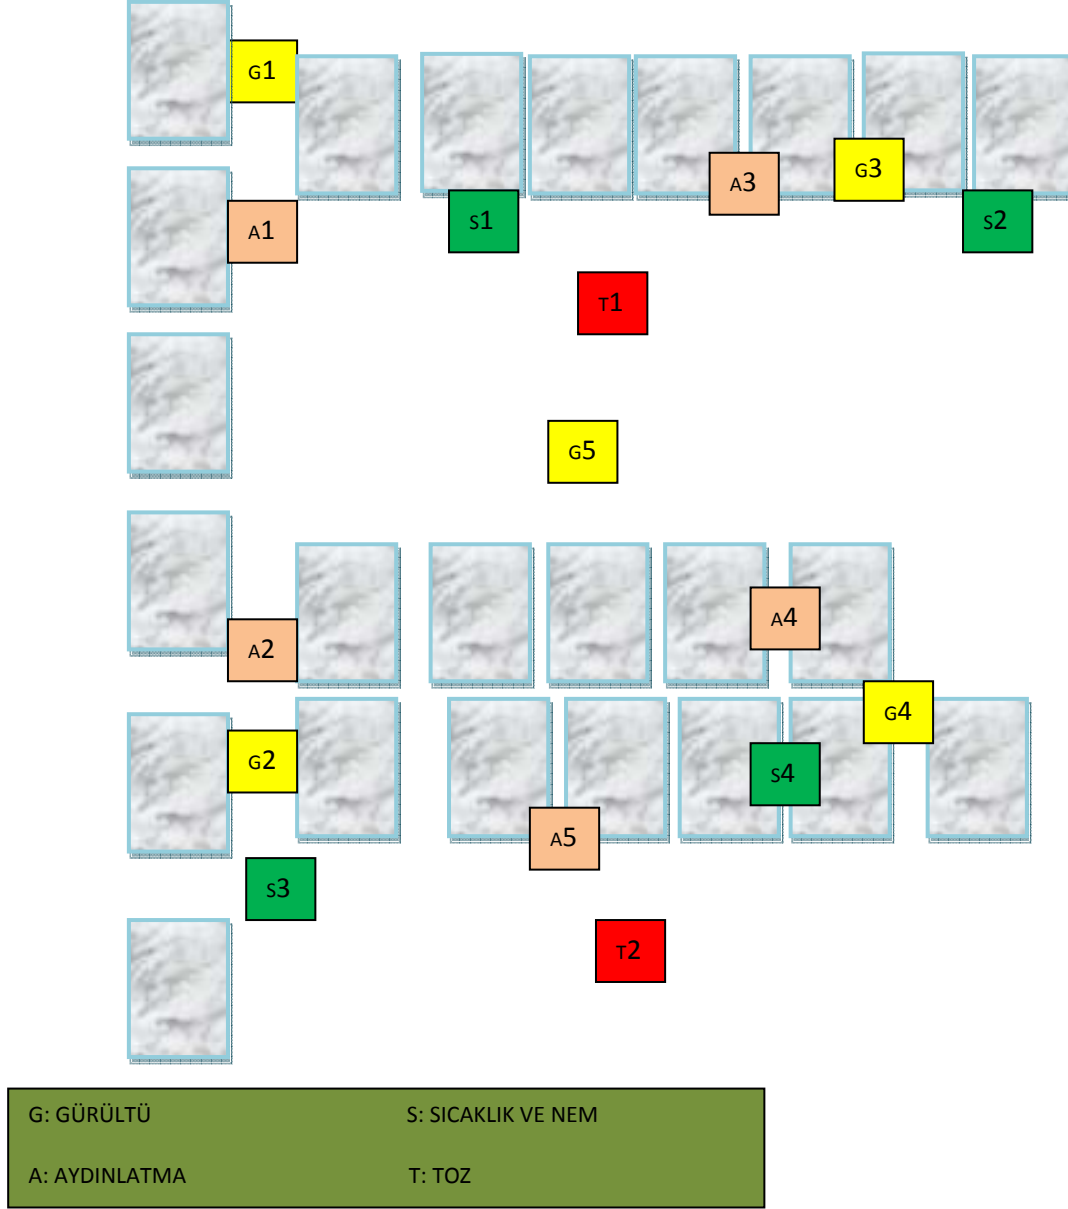 G1
A3
G3
A1
S1
S2
T1
G5
A2
A4
G2
G4
S4
A5
S3
T2
G: GÜRÜLTÜ S: SICAKLIK VE NEM
A: AYDINLATMA T: TOZ